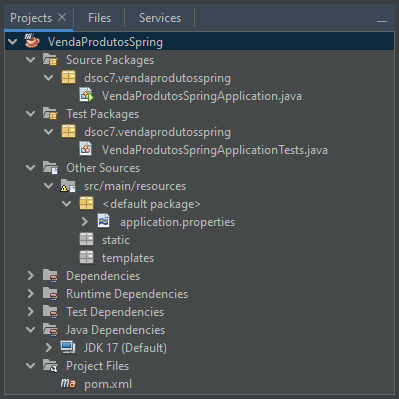 Projects Files Services
VendaProdutosSpring
Source Packages
dsoc7.vendaprodutosspring
VendaProdutosSpringApplication.java
Test Packages
dsoc7.vendaprodutosspring
VendaProdutosSpringApplicationTests.java
Other Sources
src/main/resources
<default package>
application.properties
static
templates
Dependencies
Runtime Dependencies
Test Dependencies
Java Dependencies
JDK 17 (Default)
Project Files
pom.xml